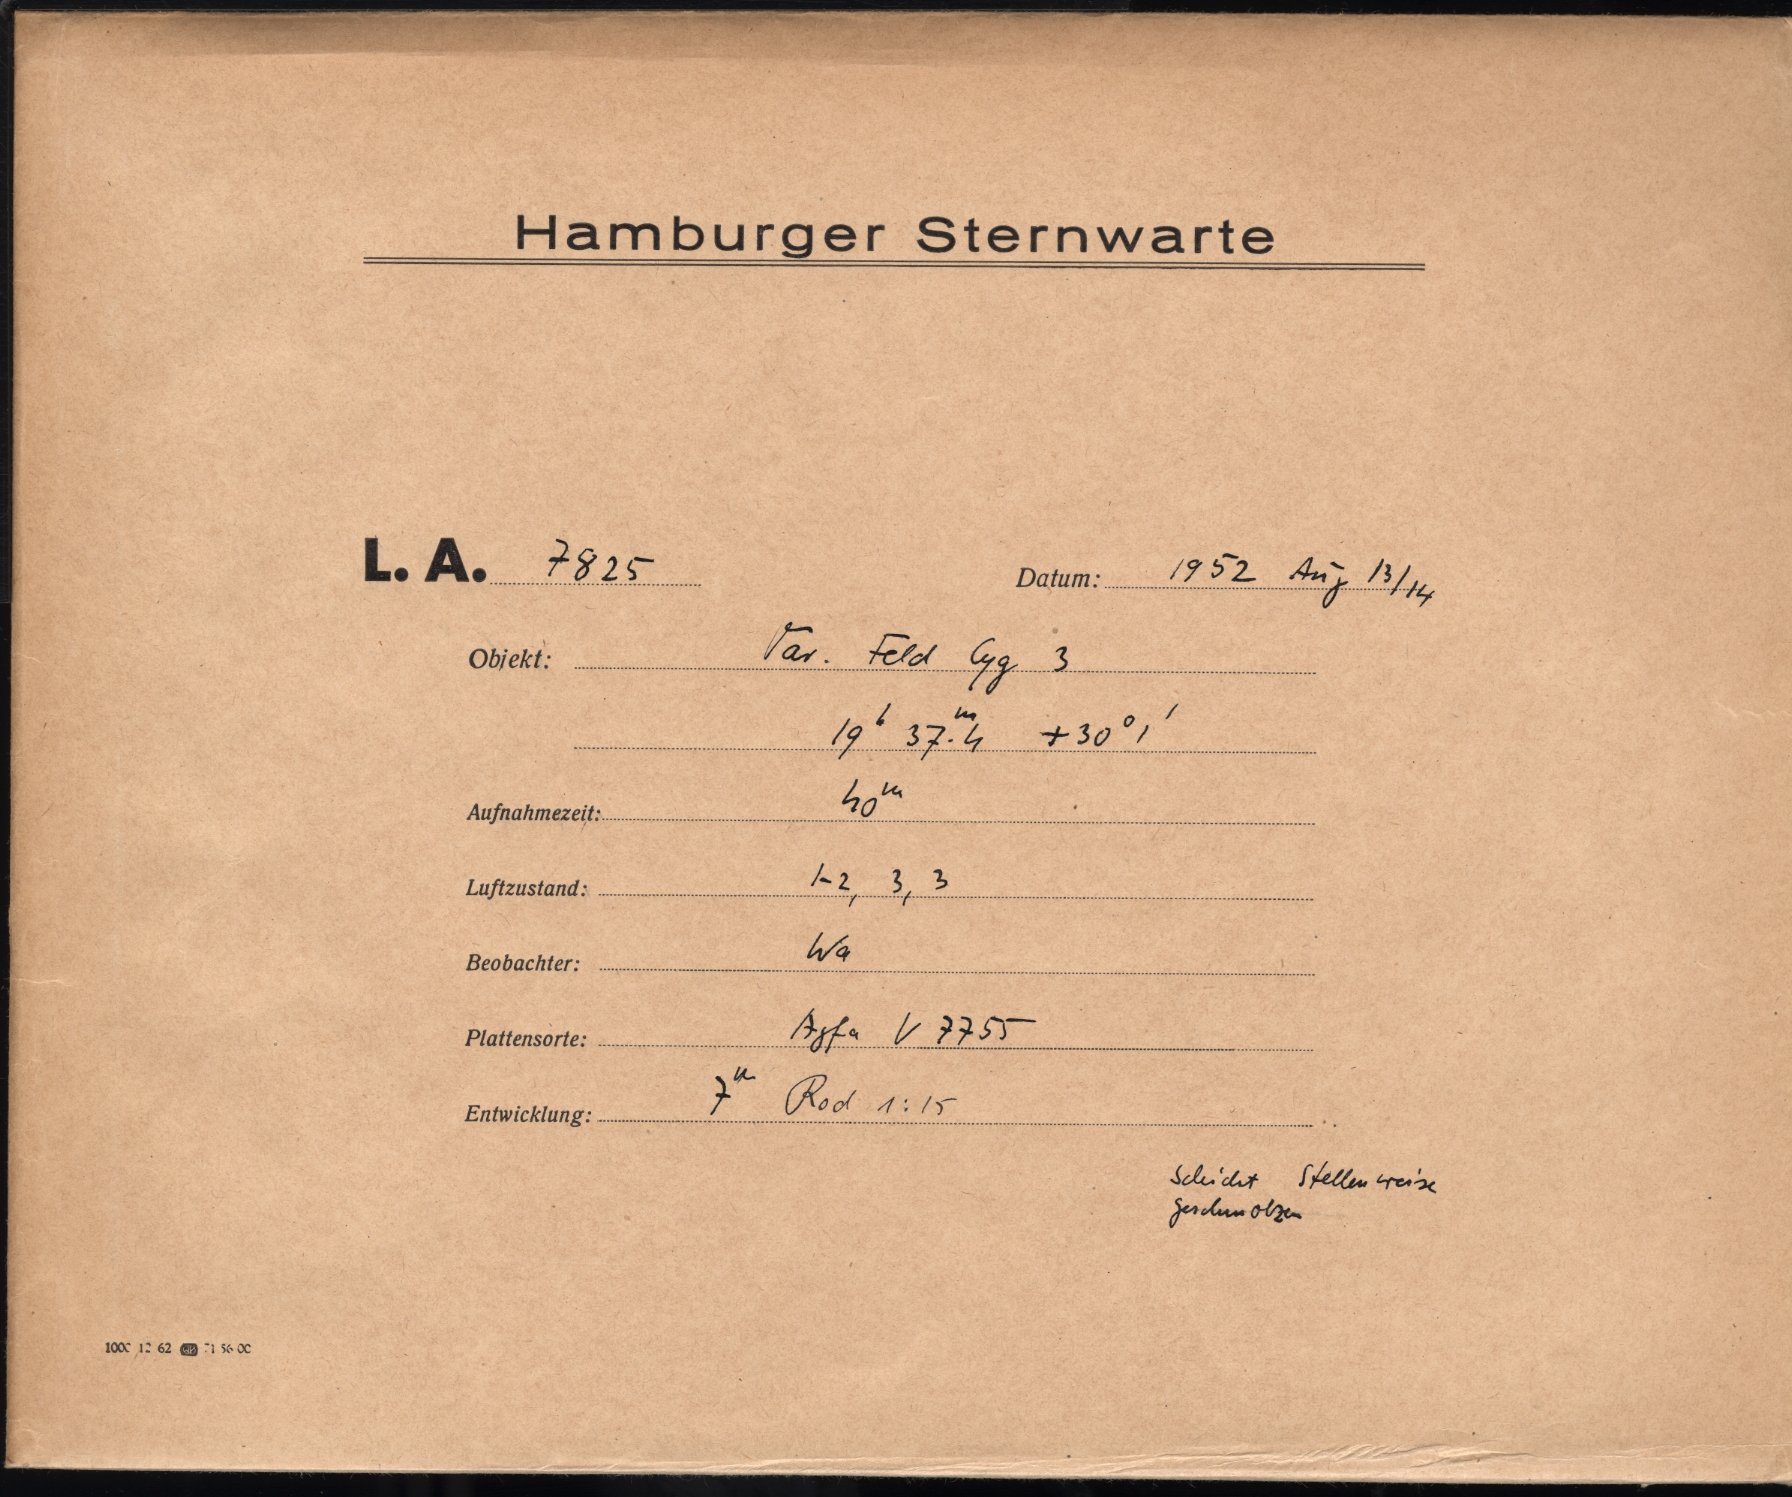 Hamburger Sternwarte
L. A. 7825 Datum: 1952 Aug 13/14
Objekt: Var. Feld Cyg 3
19h 37.m4 +30° 1'
Aufnahmezeit: 40m
Luftzustand: 1-2, 3, 3
Beobachter: Wa
Plattensorte: Agfa V 7755
Entwicklung: 7m Rod 1:15
Schicht stellenweise
geschmolzen
62 56